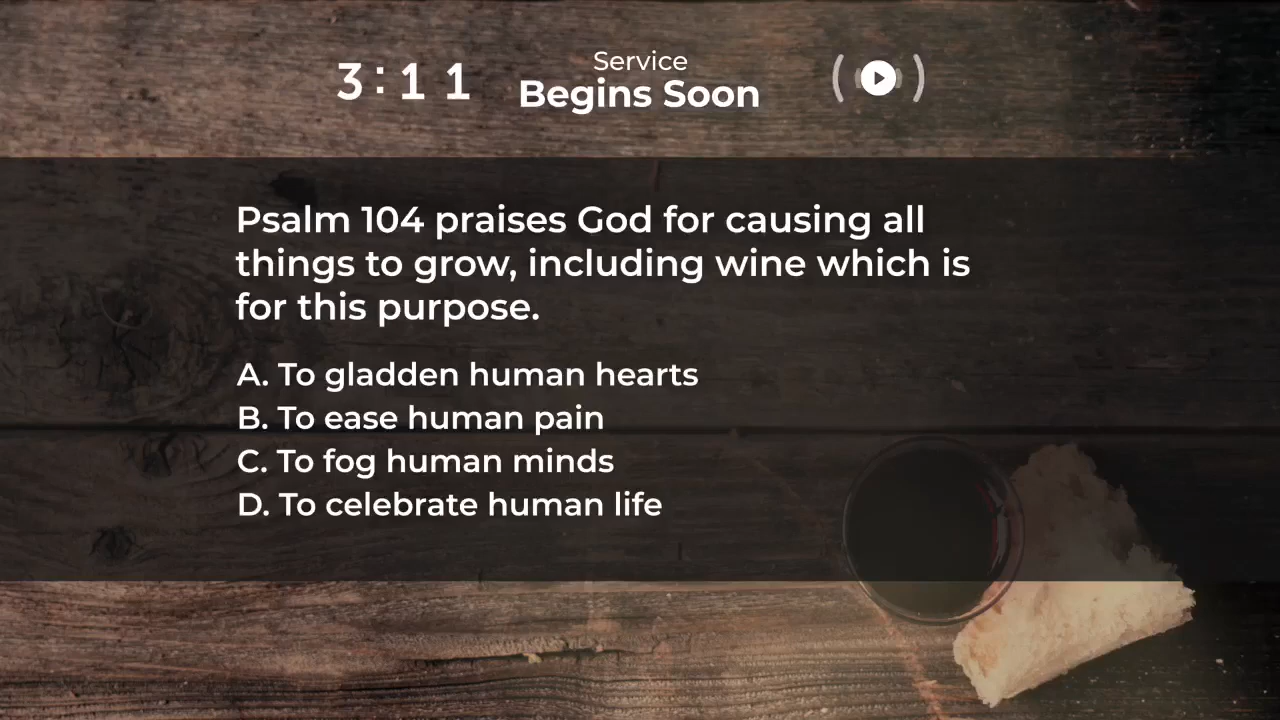 3:11
Service
Begins Soon
Psalm 104 praises God for causing all
things to grow, including wine which is
for this purpose.
A. To gladden human hearts
B. To ease human pain
C. To fog human minds
D. To celebrate human life